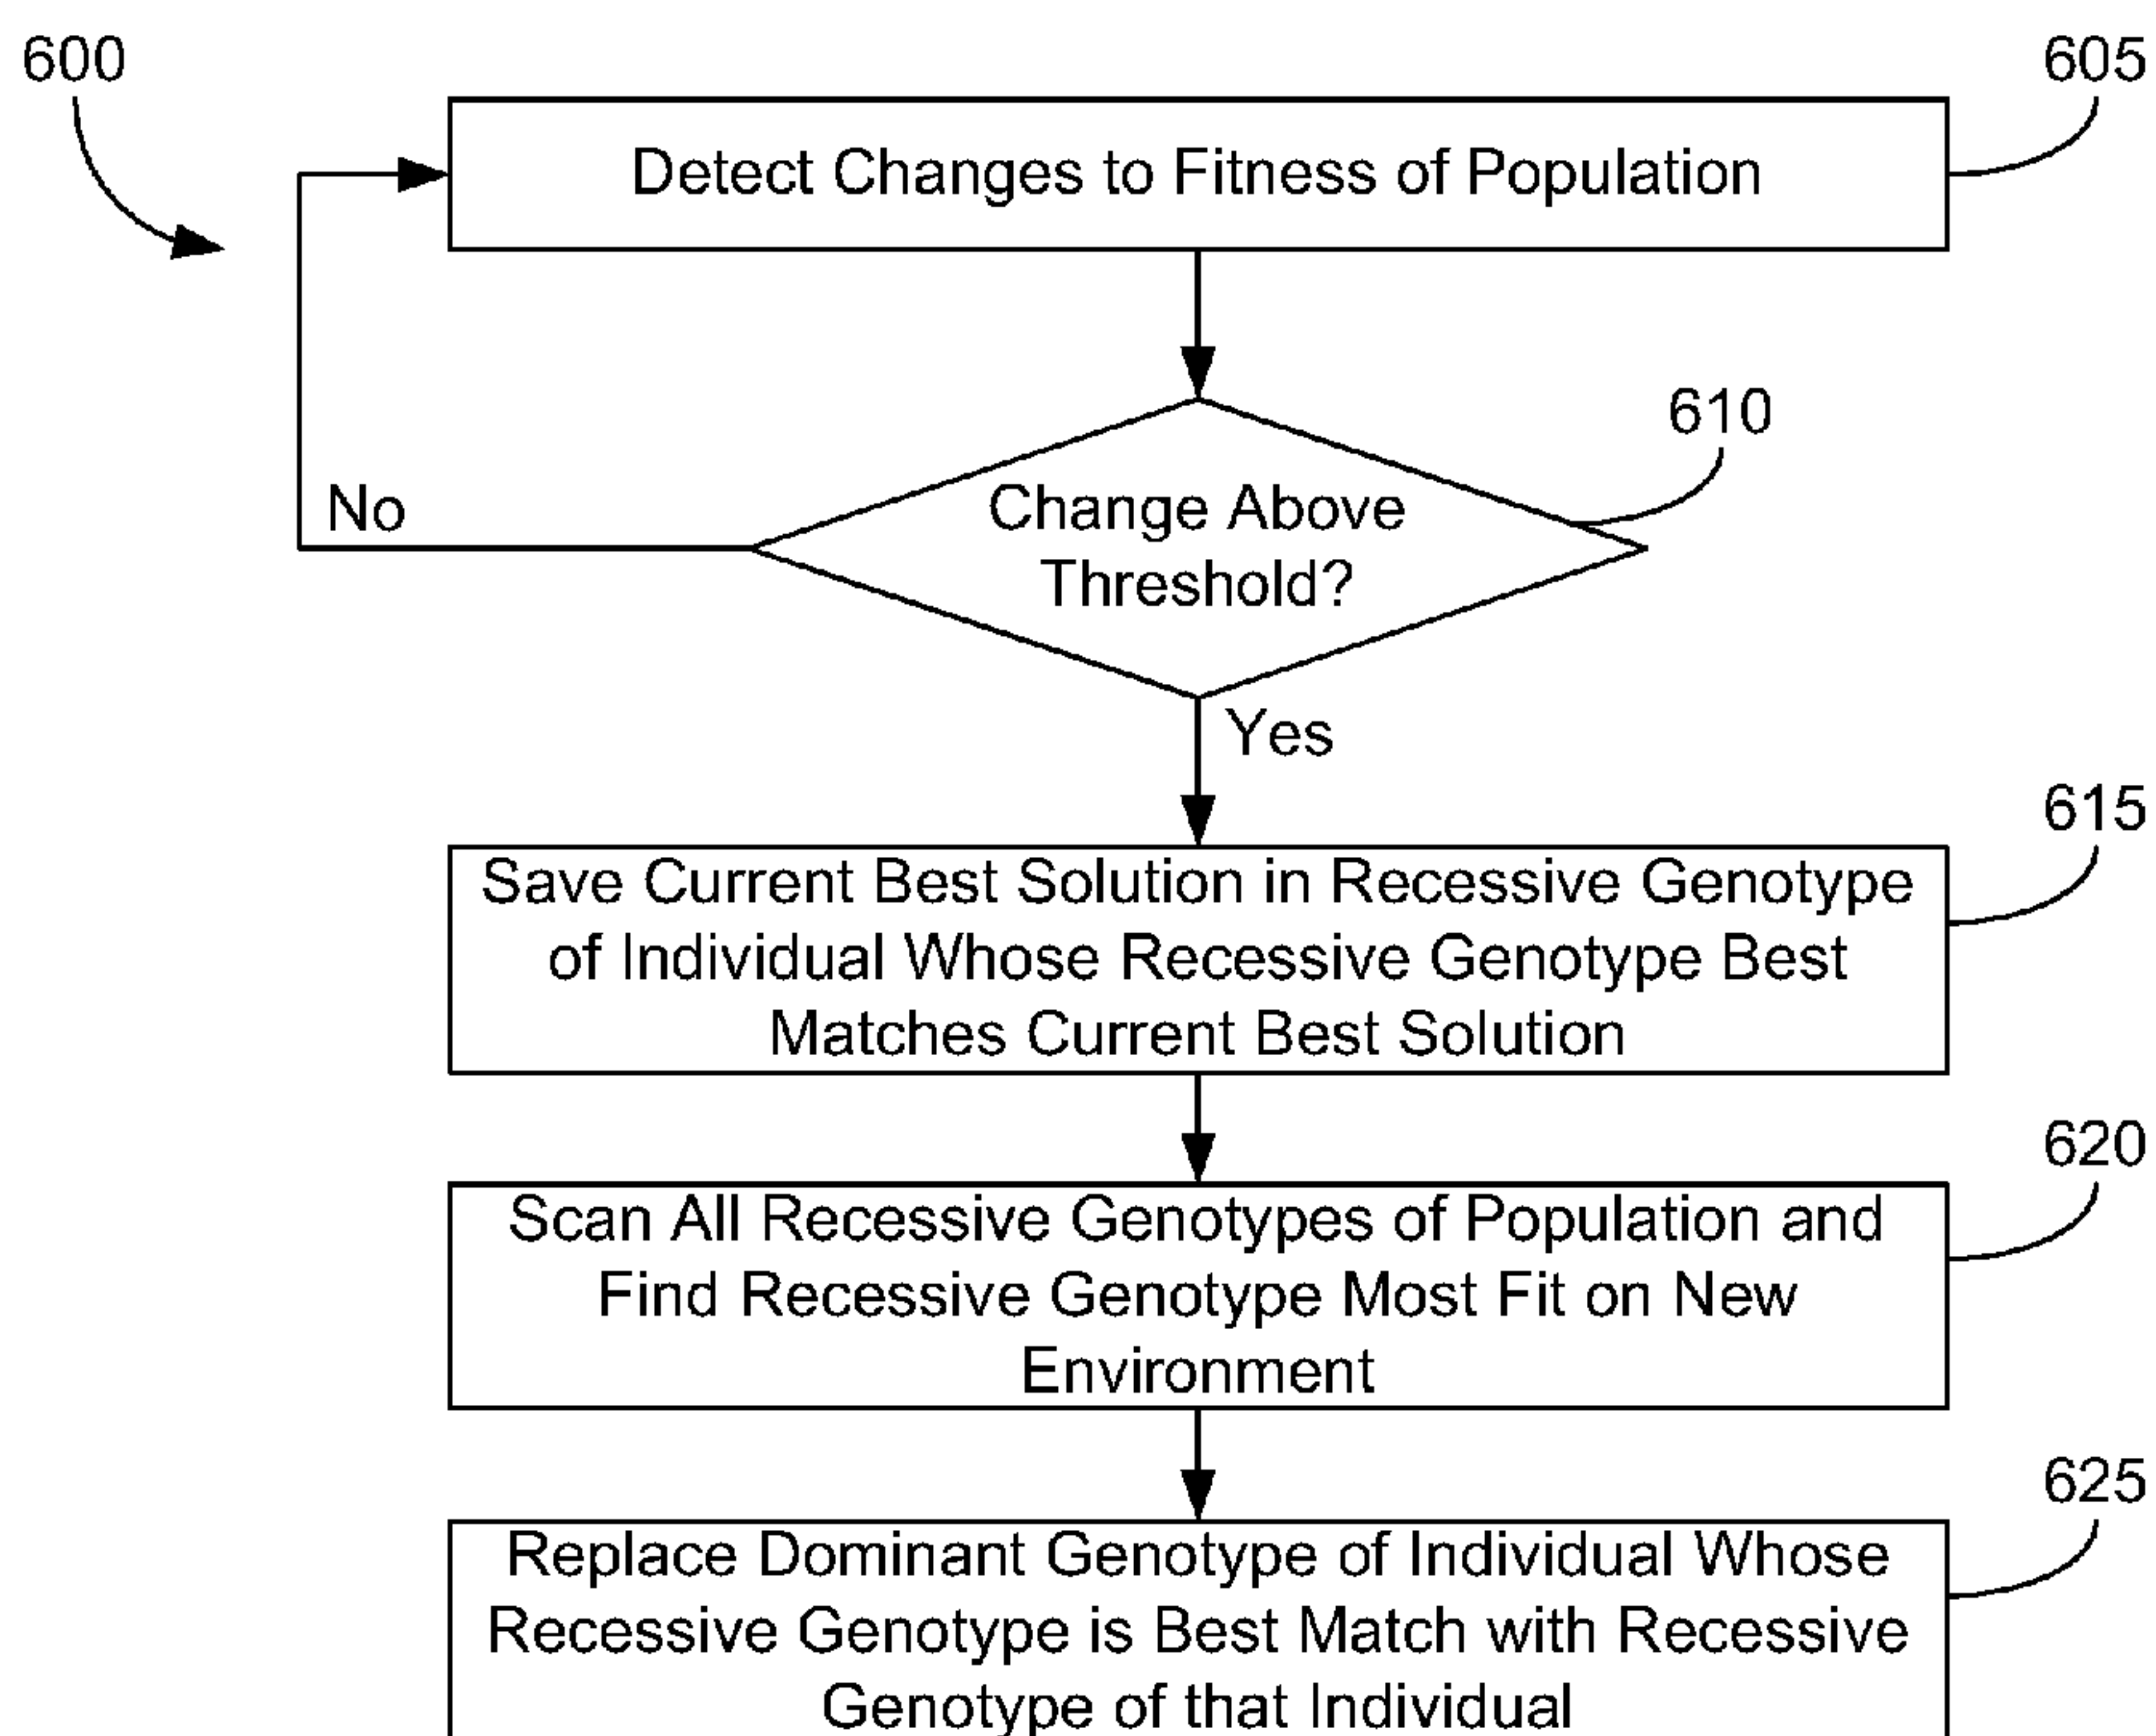 600
605
Detect Changes to Fitness of Population
610
Change Above
Threshold?
No
Yes
615
Save Current Best Solution in Recessive Genotype
of Individual Whose Recessive Genotype Best
Matches Current Best Solution
620
Scan All Recessive Genotypes of Population and
Find Recessive Genotype Most Fit on New
Environment
625
Replace Dominant Genotype of Individual Whose
Recessive Genotype is Best Match with Recessive
Genotype of that Individual